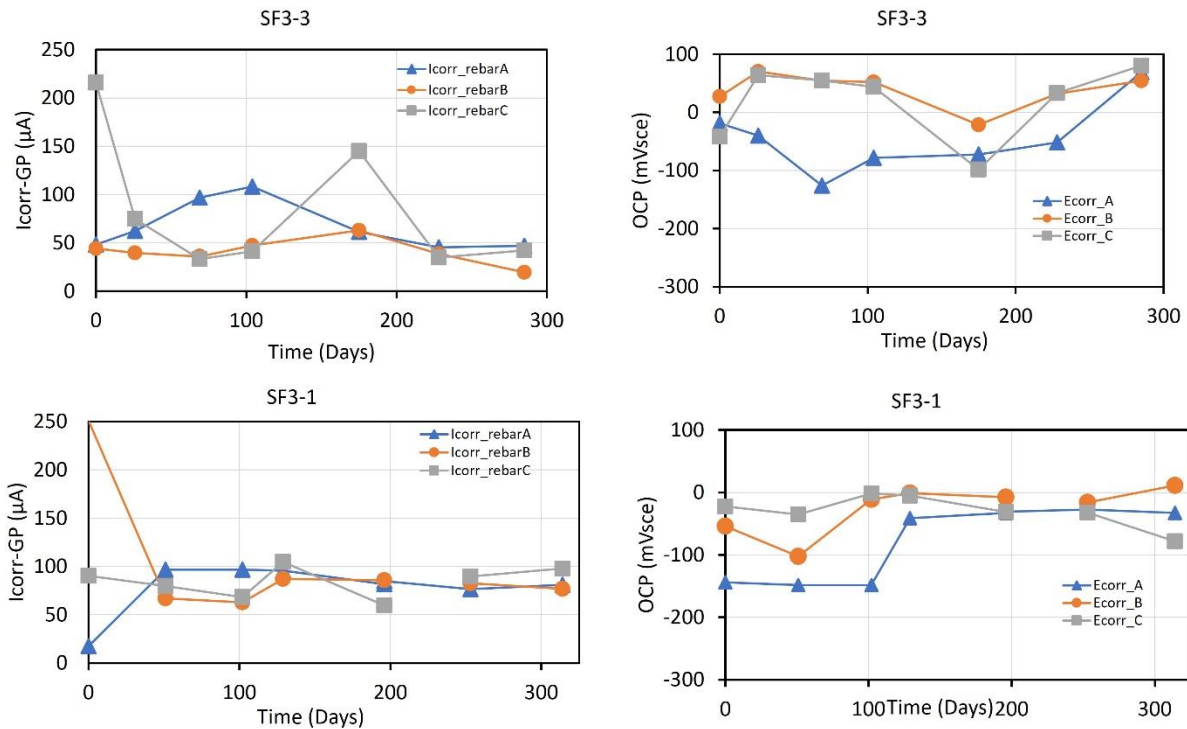 SF3-3
250
200
150
100
50
0
Icorr-GP (µA)
Icorr_rebarA
Icorr_rebarB
Icorr_rebarC
0 100 200 300
Time (Days)
SF3-3
100
0
-100
-200
-300
OCP (mVsce)
Ecorr_A
Ecorr_B
Ecorr_C
0 100 200 300
Time (Days)
SF3-1
250
200
150
100
50
0
Icorr-GP (µA)
Icorr_rebarA
Icorr_rebarB
Icorr_rebarC
0 100 200 300
Time (Days)
SF3-1
100
0
-100
-200
-300
OCP (mVsce)
Ecorr_A
Ecorr_B
Ecorr_C
0 100 200 300
Time (Days)